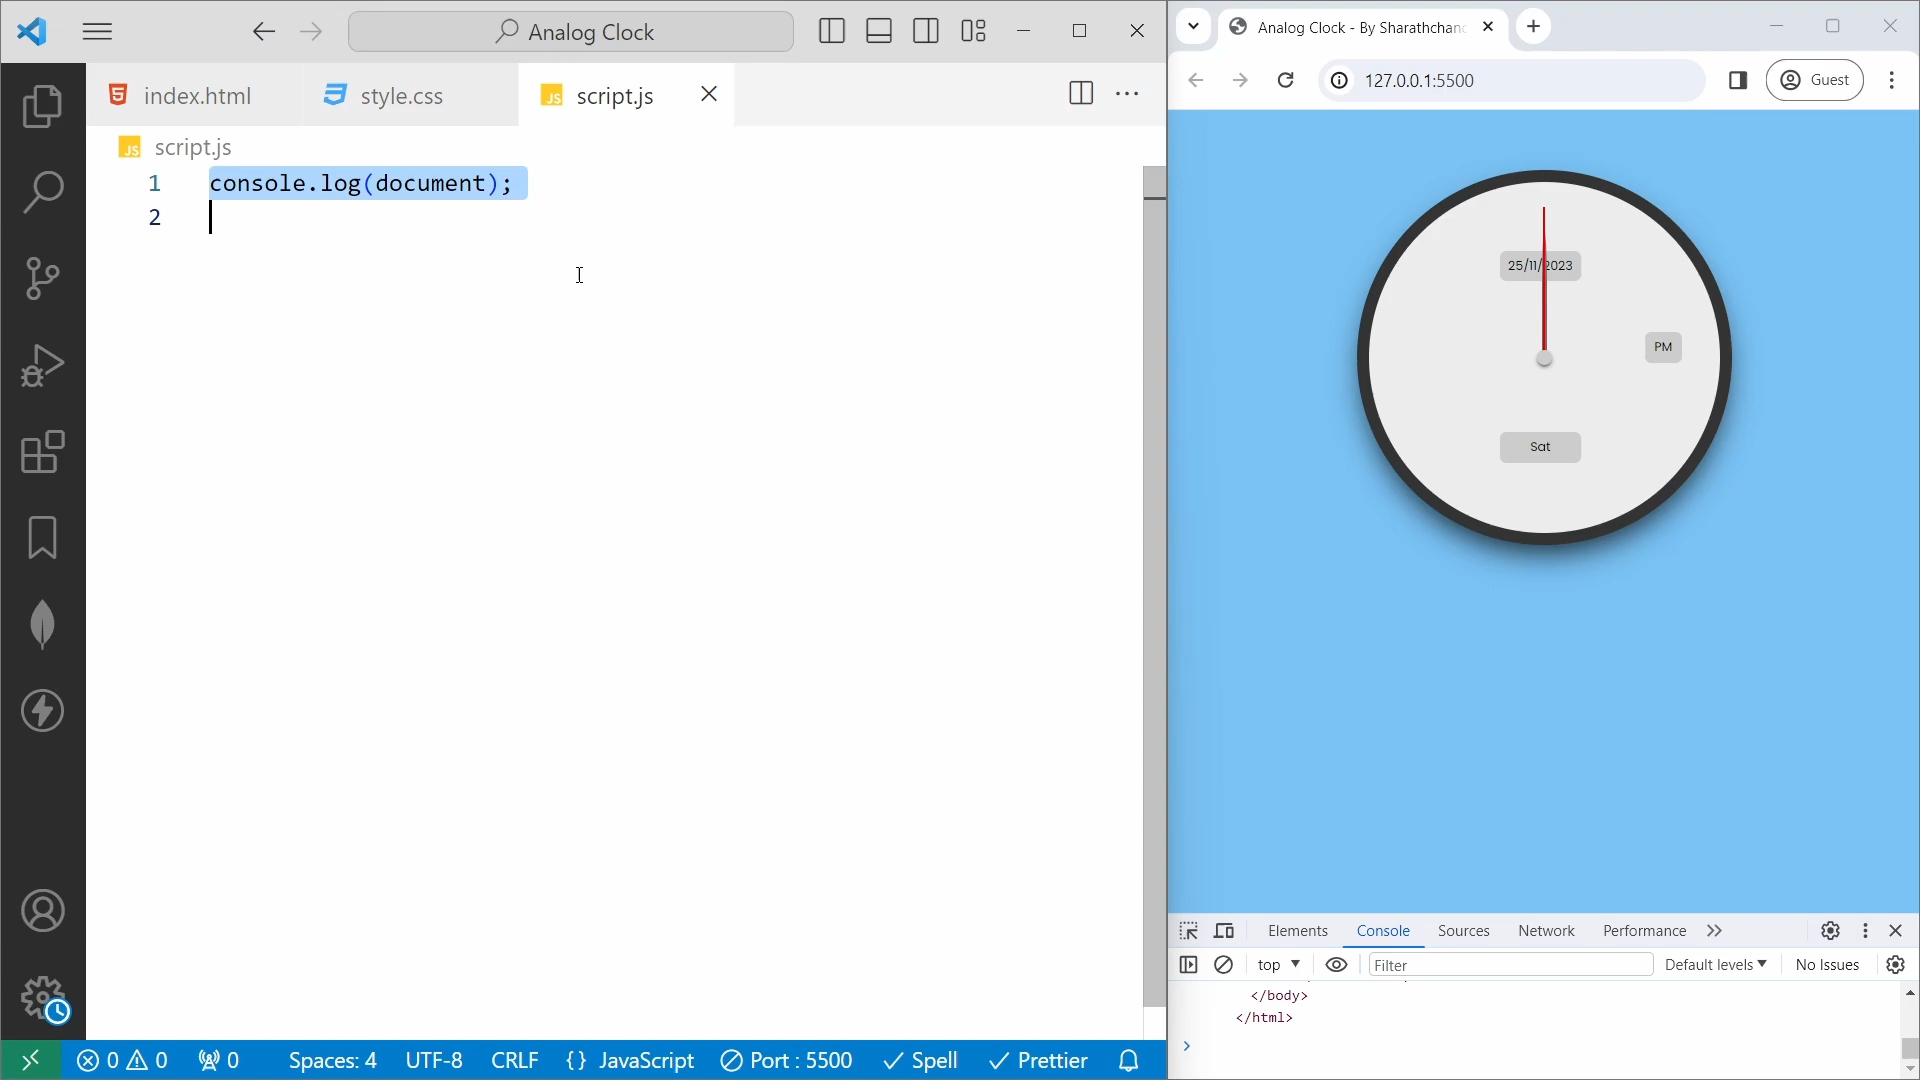 Analog Clock
index.html
style.css
JS script.js
JS script.js
1 console.log(document);
2
0 0 0 Spaces: 4 UTF-8 CRLF {} JavaScript Port : 5500 Spell Prettier
Analog Clock - By Sharathchan
127.0.0.1:5500
Guest
25/11/2023
PM
Sat
Elements Console Sources Network Performance
top Filter Default levels No Issues
</body>
</html>